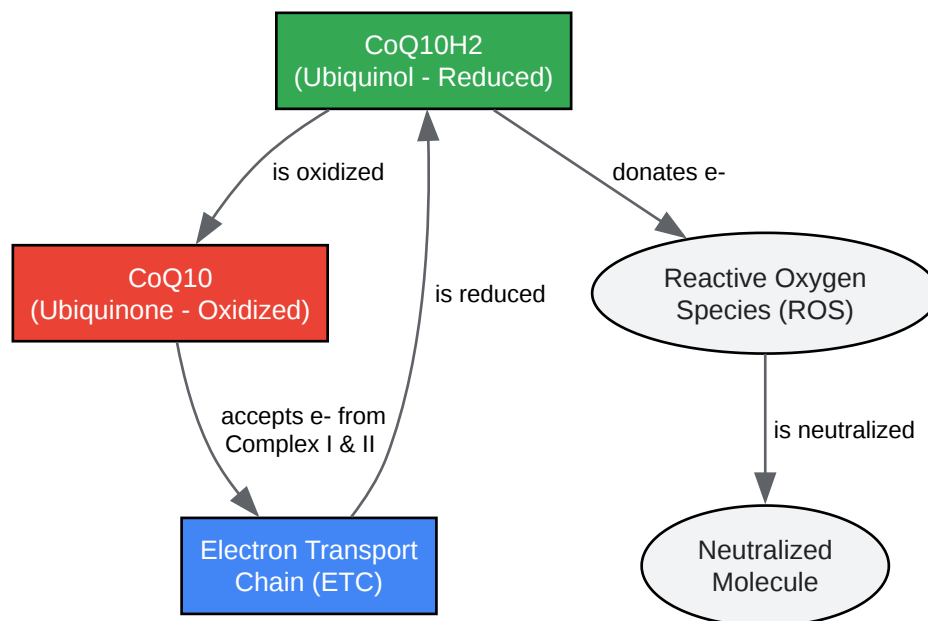 CoQ10H2
(Ubiquinol - Reduced)
is oxidized
donates e-
CoQ10
(Ubiquinone - Oxidized)
is reduced
Reactive Oxygen
Species (ROS)
accepts e- from
Complex I & II
is neutralized
Electron Transport
Chain (ETC)
Neutralized
Molecule